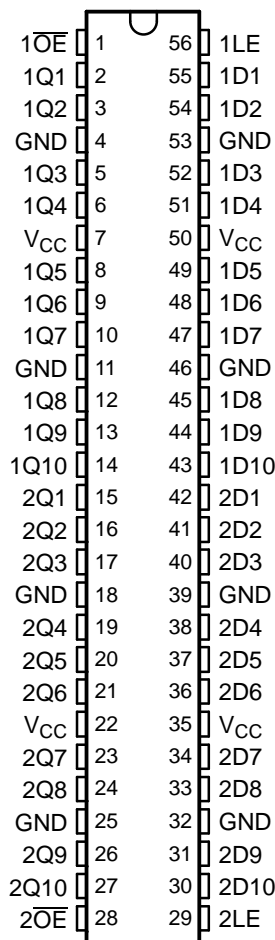 1O̅E̅ 1 56 1LE
1Q1 2 55 1D1
1Q2 3 54 1D2
GND 4 53 GND
1Q3 5 52 1D3
1Q4 6 51 1D4
VCC 7 50 VCC
1Q5 8 49 1D5
1Q6 9 48 1D6
1Q7 10 47 1D7
GND 11 46 GND
1Q8 12 45 1D8
1Q9 13 44 1D9
1Q10 14 43 1D10
2Q1 15 42 2D1
2Q2 16 41 2D2
2Q3 17 40 2D3
GND 18 39 GND
2Q4 19 38 2D4
2Q5 20 37 2D5
2Q6 21 36 2D6
VCC 22 35 VCC
2Q7 23 34 2D7
2Q8 24 33 2D8
GND 25 32 GND
2Q9 26 31 2D9
2Q10 27 30 2D10
2O̅E̅ 28 29 2LE